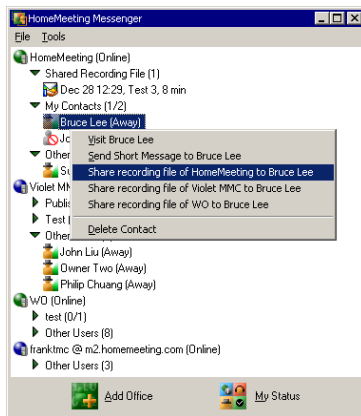 HomeMeeting Messenger
File Tools
HomeMeeting (Online)
Shared Recording File (1)
Dec 28 12:29, Test 3, 8 min
My Contacts (1/2)
Bruce Lee (Away)
Visit Bruce Lee
Send Short Message to Bruce Lee
Share recording file of HomeMeeting to Bruce Lee
Share recording file of Violet MMC to Bruce Lee
Share recording file of WO to Bruce Lee
Delete Contact
Other
Violet
Test
Other
John Liu (Away)
Owner Two (Away)
Philip Chuang (Away)
WO (Online)
test (0/1)
Other Users (8)
franktmc @ m2.homemeeting.com (Online)
Other Users (3)
Add Office
My Status